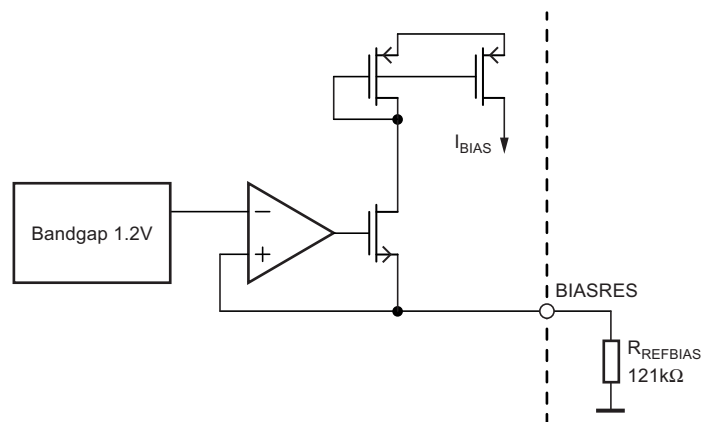 I_BIAS
Bandgap 1.2V
−
+
BIASRES
R_REFBIAS
121kΩ